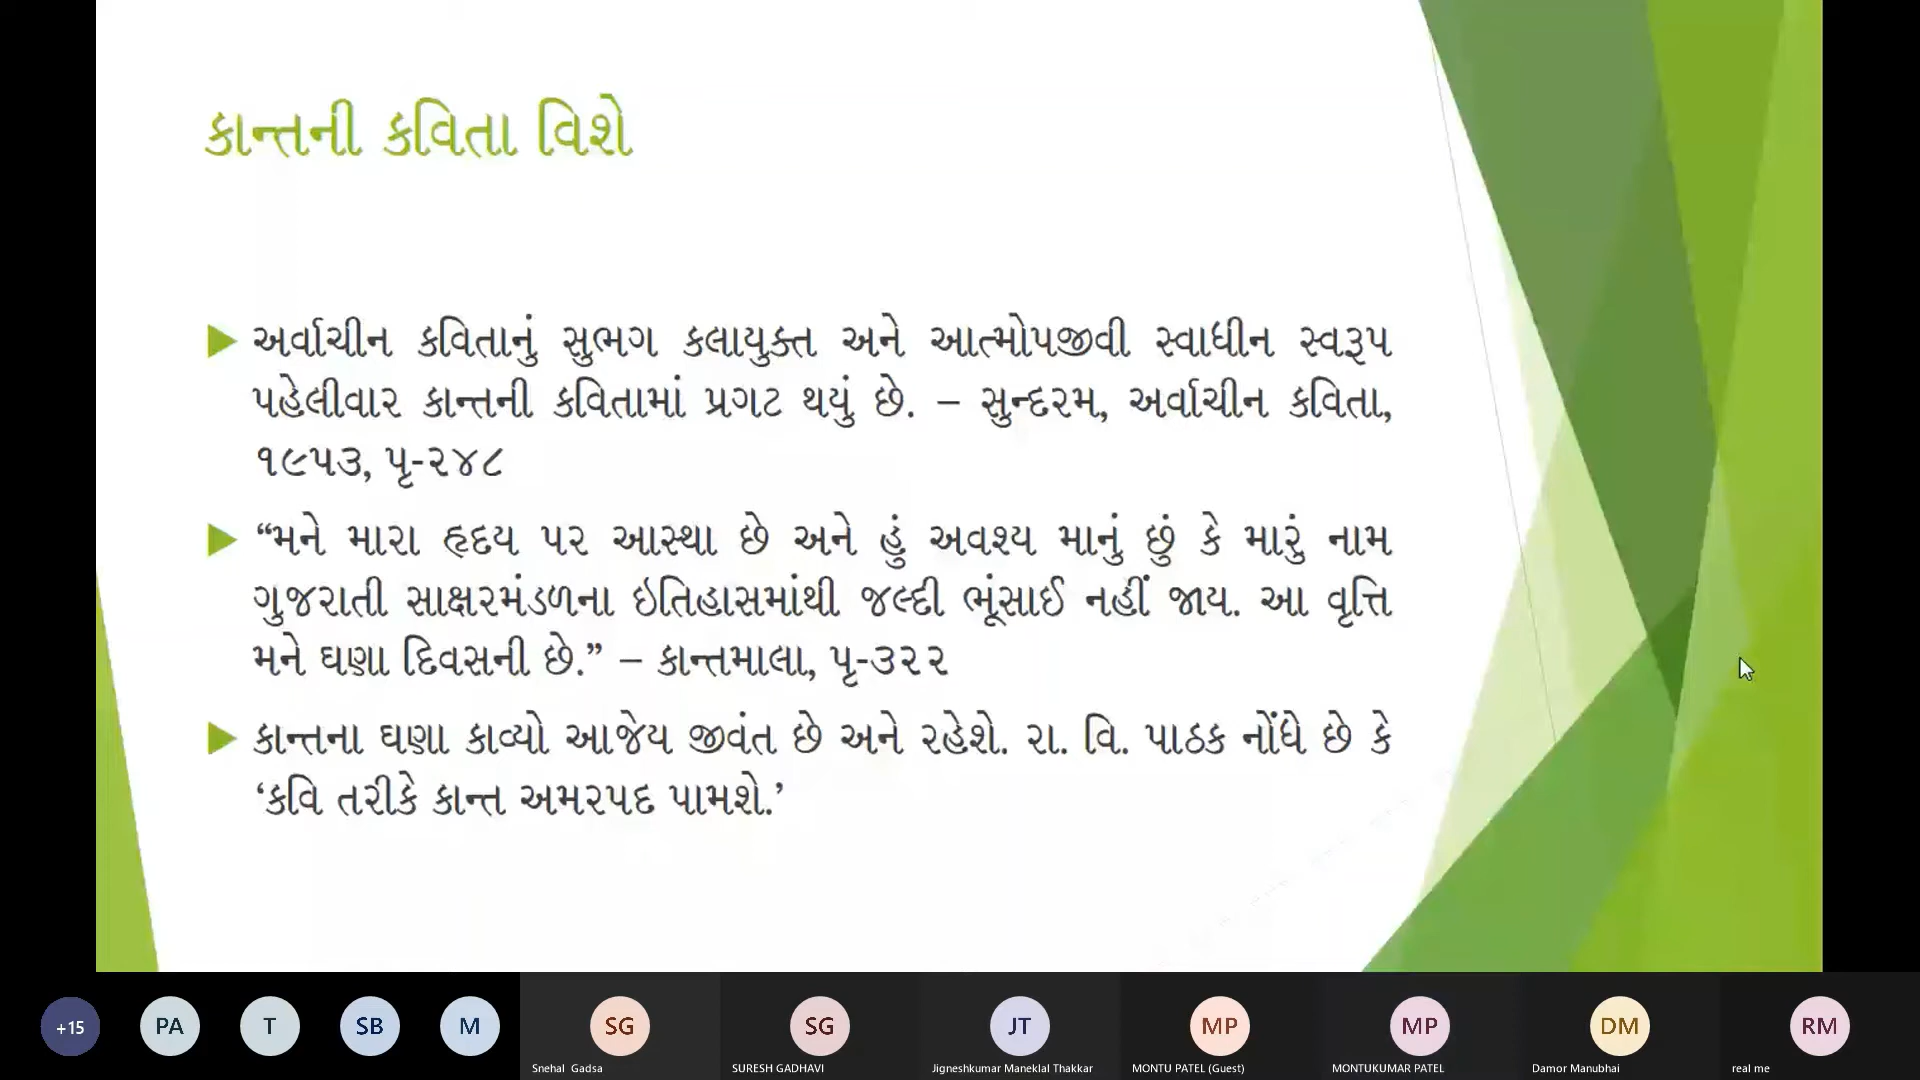 કાન્તની કવિતા વિશે
અર્વાચીન કવિતાનું સુભગ કલાયુક્ત અને આત્મોપજીવી સ્વાધીન સ્વરૂપ
પહેલીવાર કાન્તની કવિતામાં પ્રગટ થયું છે. – સુન્દરમ, અર્વાચીન કવિતા,
૧૯૫૩, પૃ-૨૪૮
“મને મારા હૃદય પર આસ્થા છે અને હું અવશ્ય માનું છું કે મારું નામ
ગુજરાતી સાક્ષરમંડળના ઇતિહાસમાંથી જલ્દી ભૂંસાઈ નહીં જાય. આ વૃત્તિ
મને ઘણા દિવસની છે.” – કાન્તમાલા, પૃ-૩૨૨
કાન્તના ઘણા કાવ્યો આજેય જીવંત છે અને રહેશે. રા. વિ. પાઠક નોંધે છે કે
‘કવિ તરીકે કાન્ત અમરપદ પામશે.’
+15 PA T SB M SG SG JT MP MP DM RM
Snehal Gadsa SURESH GADHAVI Jigneshkumar Maneklal Thakkar MONTU PATEL (Guest) MONTUKUMAR PATEL Damor Manubhai real me